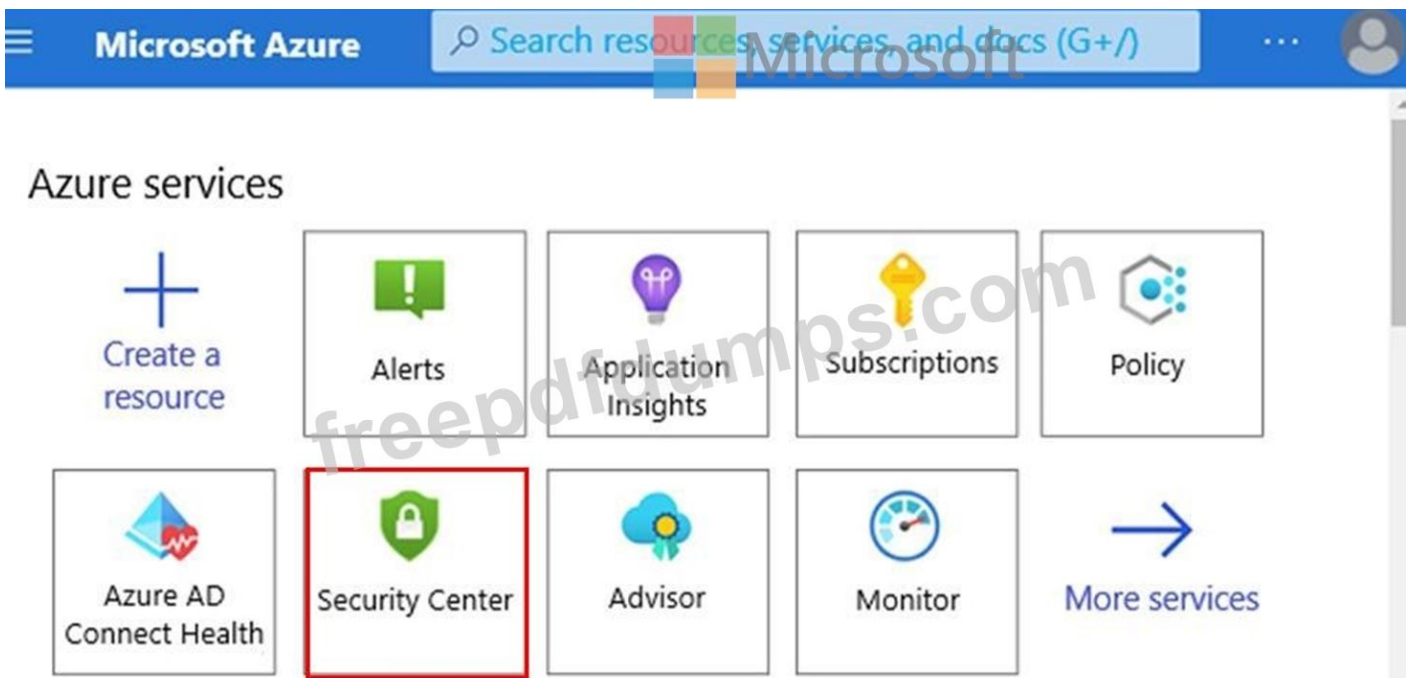 Microsoft Azure
Search resources, services, and docs (G+/)
Microsoft
Azure services
Create a
resource
Alerts
Application
Insights
Subscriptions
Policy
freepdfdumps.com
Azure AD
Connect Health
Security Center
Advisor
Monitor
More services